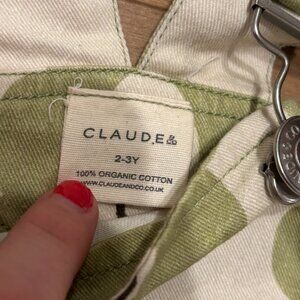 CLAUDE&CO
2-3Y
100% ORGANIC COTTON
WWW.CLAUDEANDCO.CO.UK